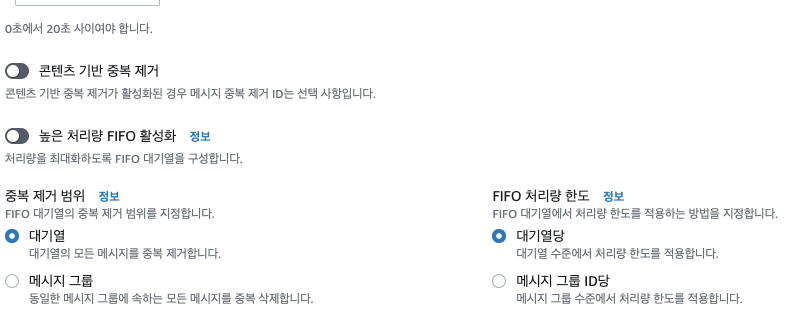 0초에서 20초 사이여야 합니다.
콘텐츠 기반 중복 제거
콘텐츠 기반 중복 제거가 활성화된 경우 메시지 중복 제거 ID는 선택 사항입니다.
높은 처리량 FIFO 활성화 정보
처리량을 최대화하도록 FIFO 대기열을 구성합니다.
중복 제거 범위 정보
FIFO 대기열의 중복 제거 범위를 지정합니다.
대기열
대기열의 모든 메시지를 중복 제거합니다.
메시지 그룹
동일한 메시지 그룹에 속하는 모든 메시지를 중복 삭제합니다.
FIFO 처리량 한도 정보
FIFO 대기열에서 처리량 한도를 적용하는 방법을 지정합니다.
대기열당
대기열 수준에서 처리량 한도를 적용합니다.
메시지 그룹 ID당
메시지 그룹 수준에서 처리량 한도를 적용합니다.